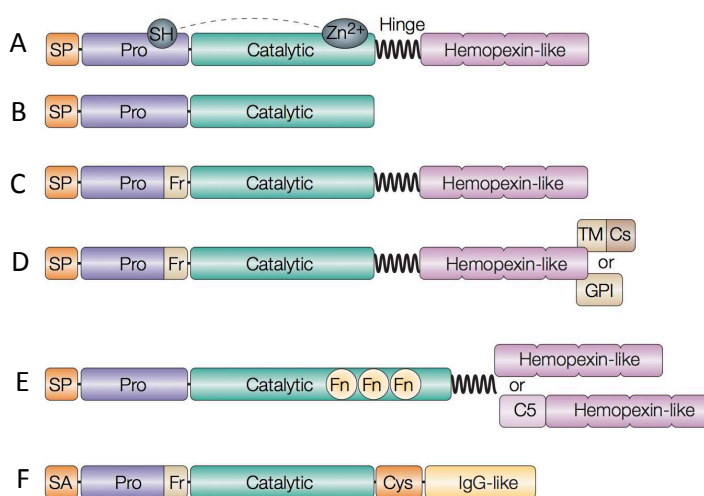 SH Zn2+ Hinge
A SP Pro Catalytic Hemopexin-like
B SP Pro Catalytic
C SP Pro Fr Catalytic Hemopexin-like
TM Cs
D SP Pro Fr Catalytic Hemopexin-like or
GPI
Hemopexin-like
E SP Pro Catalytic Fn Fn Fn or
C5 Hemopexin-like
F SA Pro Fr Catalytic Cys IgG-like